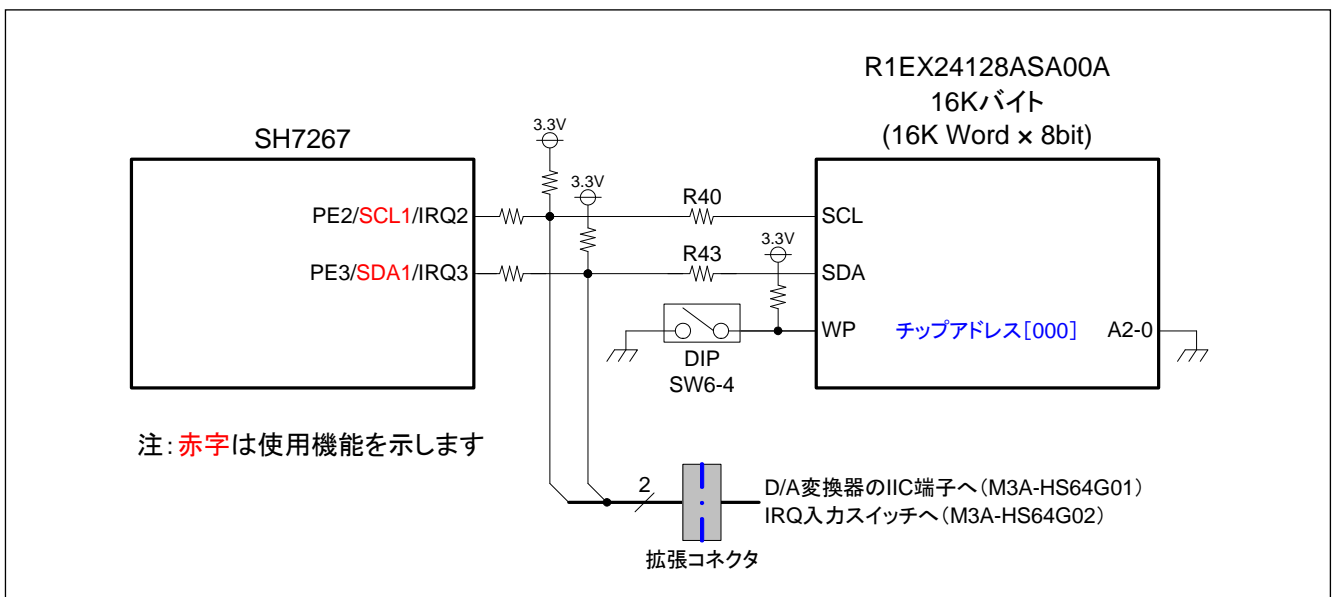 R1EX24128ASA00A
16Kバイト
(16K Word × 8bit)
SH7267
3.3V
3.3V
PE2/SCL1/IRQ2
R40
SCL
3.3V
PE3/SDA1/IRQ3
R43
SDA
WP
チップアドレス[000]
A2-0
DIP
SW6-4
注:赤字は使用機能を示します
2
D/A変換器のIIC端子へ(M3A-HS64G01)
IRQ入力スイッチへ(M3A-HS64G02)
拡張コネクタ